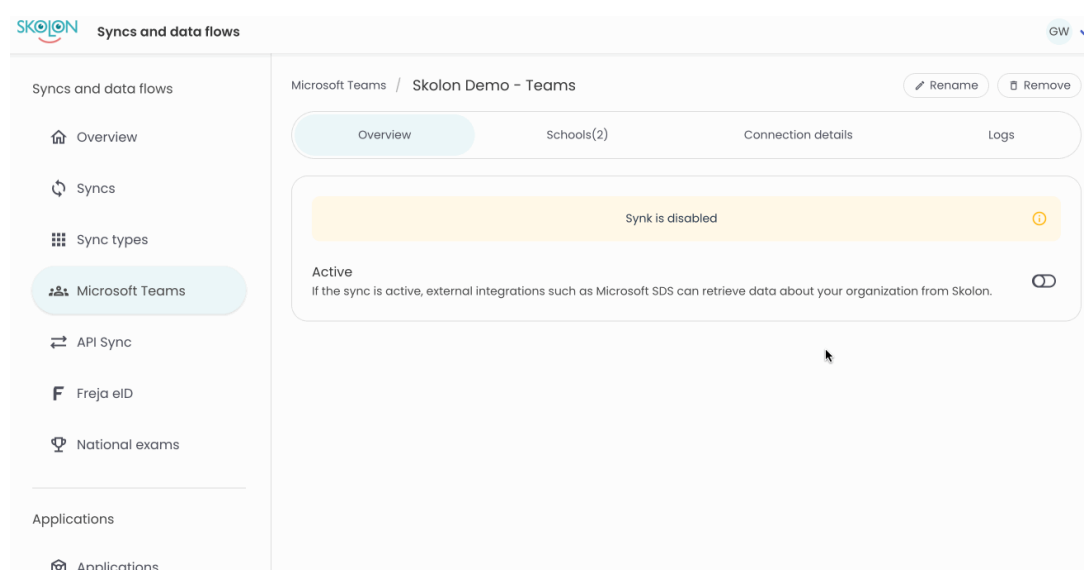 SKOLON
Syncs and data flows
GW
Syncs and data flows
Overview
Syncs
Sync types
Microsoft Teams
API Sync
Freja eID
National exams
Applications
Applications
Microsoft Teams / Skolon Demo - Teams
Rename
Remove
Overview
Schools(2)
Connection details
Logs
Synk is disabled
Active
If the sync is active, external integrations such as Microsoft SDS can retrieve data about your organization from Skolon.